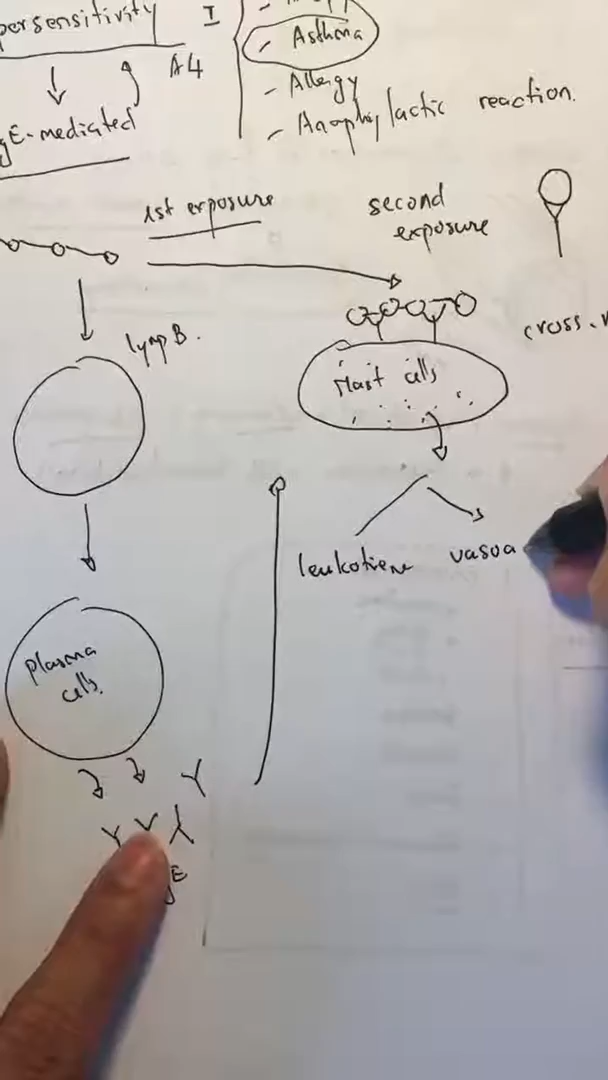 persensitivity I
- Asthma
A4
- Allergy
gE-mediated
- Anaphylactic reaction.
1st exposure
second
exposure
cross-
lymp B.
Mast cells
leukotiene vasoa
plasma
cells.
gE